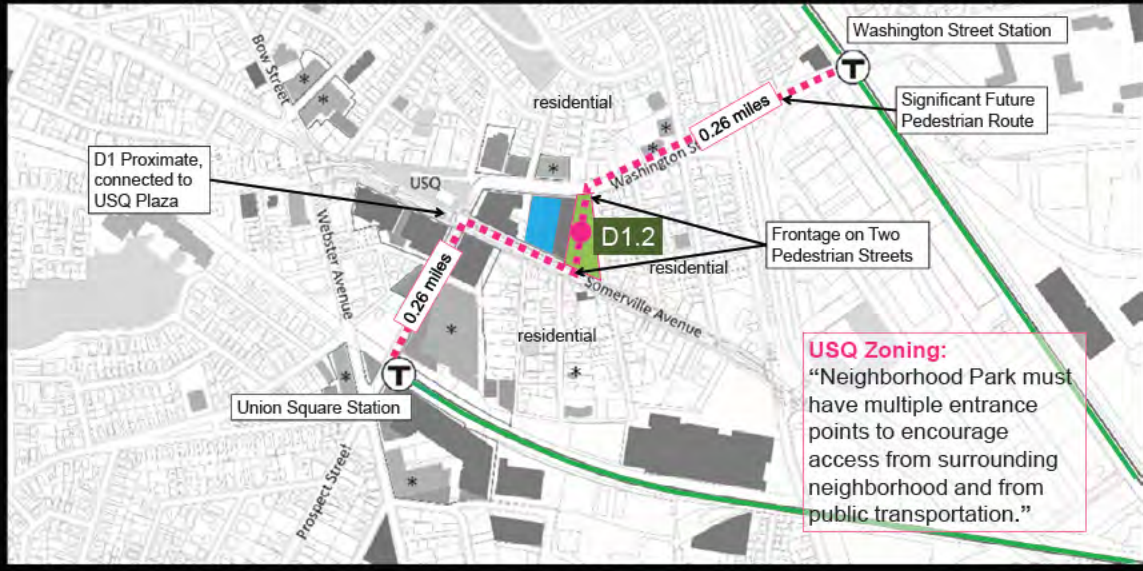 Washington Street Station
T
Bow Street
residential
0.26 miles
Significant Future
Pedestrian Route
*
*
*
*
*
D1 Proximate,
connected to
USQ Plaza
USQ
Washington St
D1.2
Frontage on Two
Pedestrian Streets
residential
Webster Avenue
0.26 miles
Somerville Avenue
*
residential
*
*
T
Union Square Station
USQ Zoning:
“Neighborhood Park must
have multiple entrance
points to encourage
access from surrounding
neighborhood and from
public transportation.”
Prospect Street
*